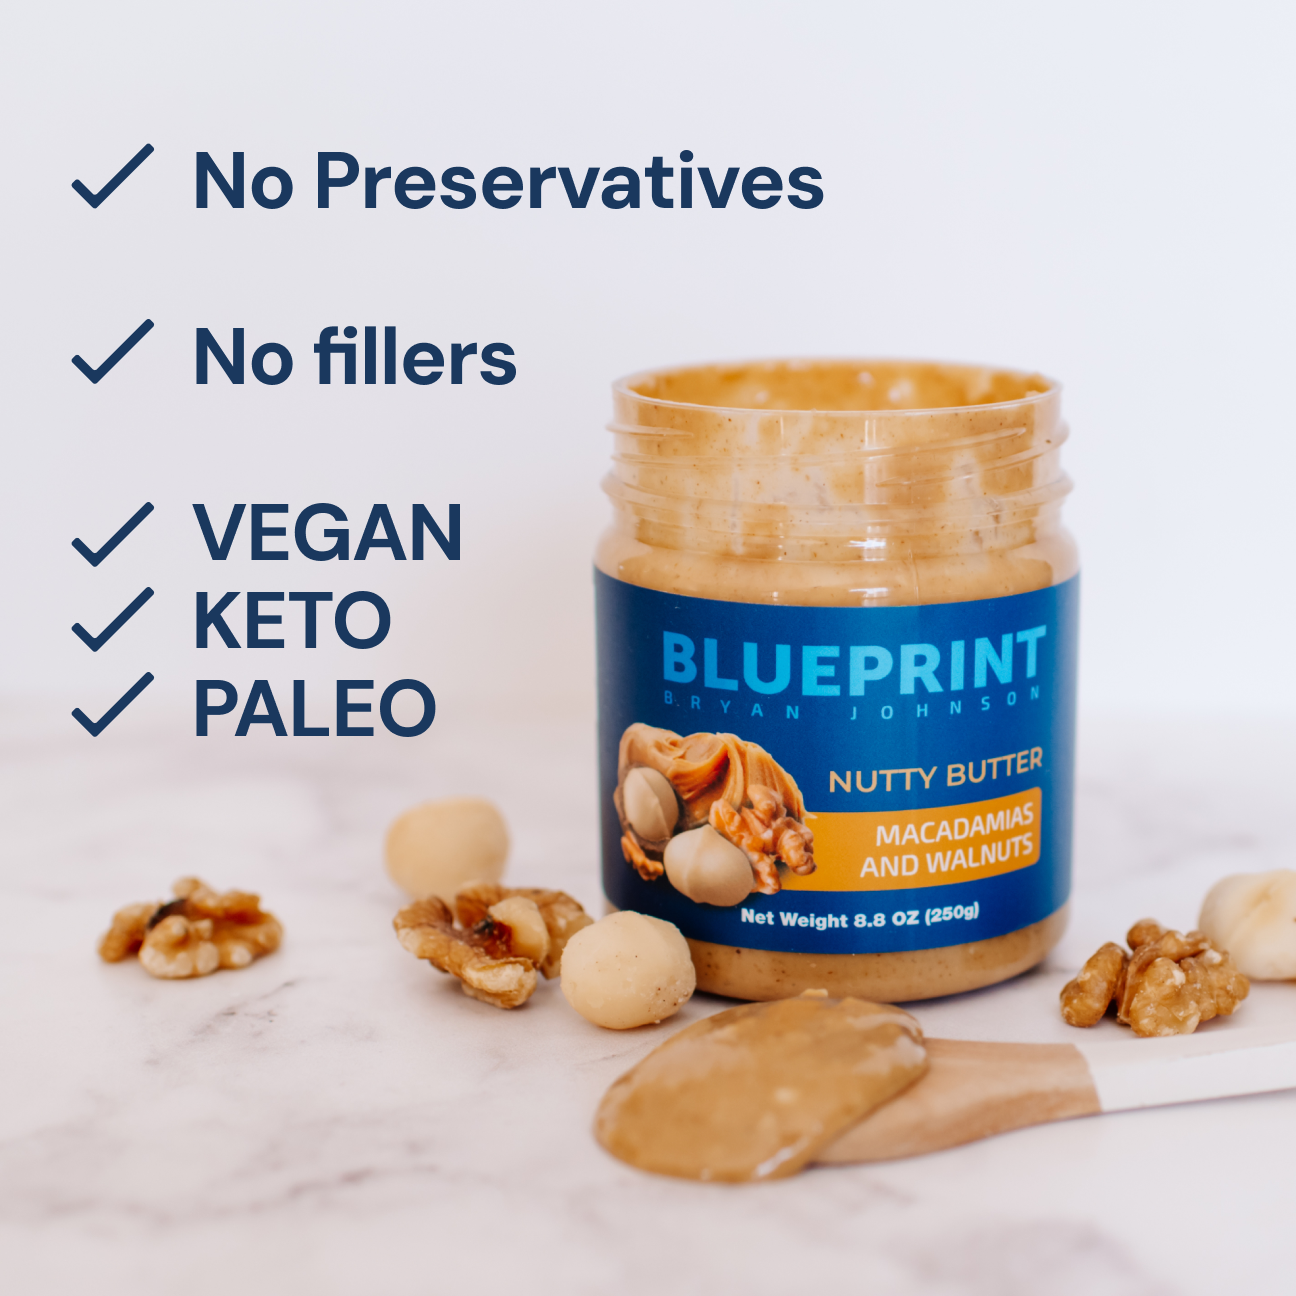 No Preservatives
No fillers
VEGAN
KETO
PALEO
BLUEPRINT
BRYAN JOHNSON
NUTTY BUTTER
MACADAMIAS
AND WALNUTS
Net Weight 8.8 OZ (250g)